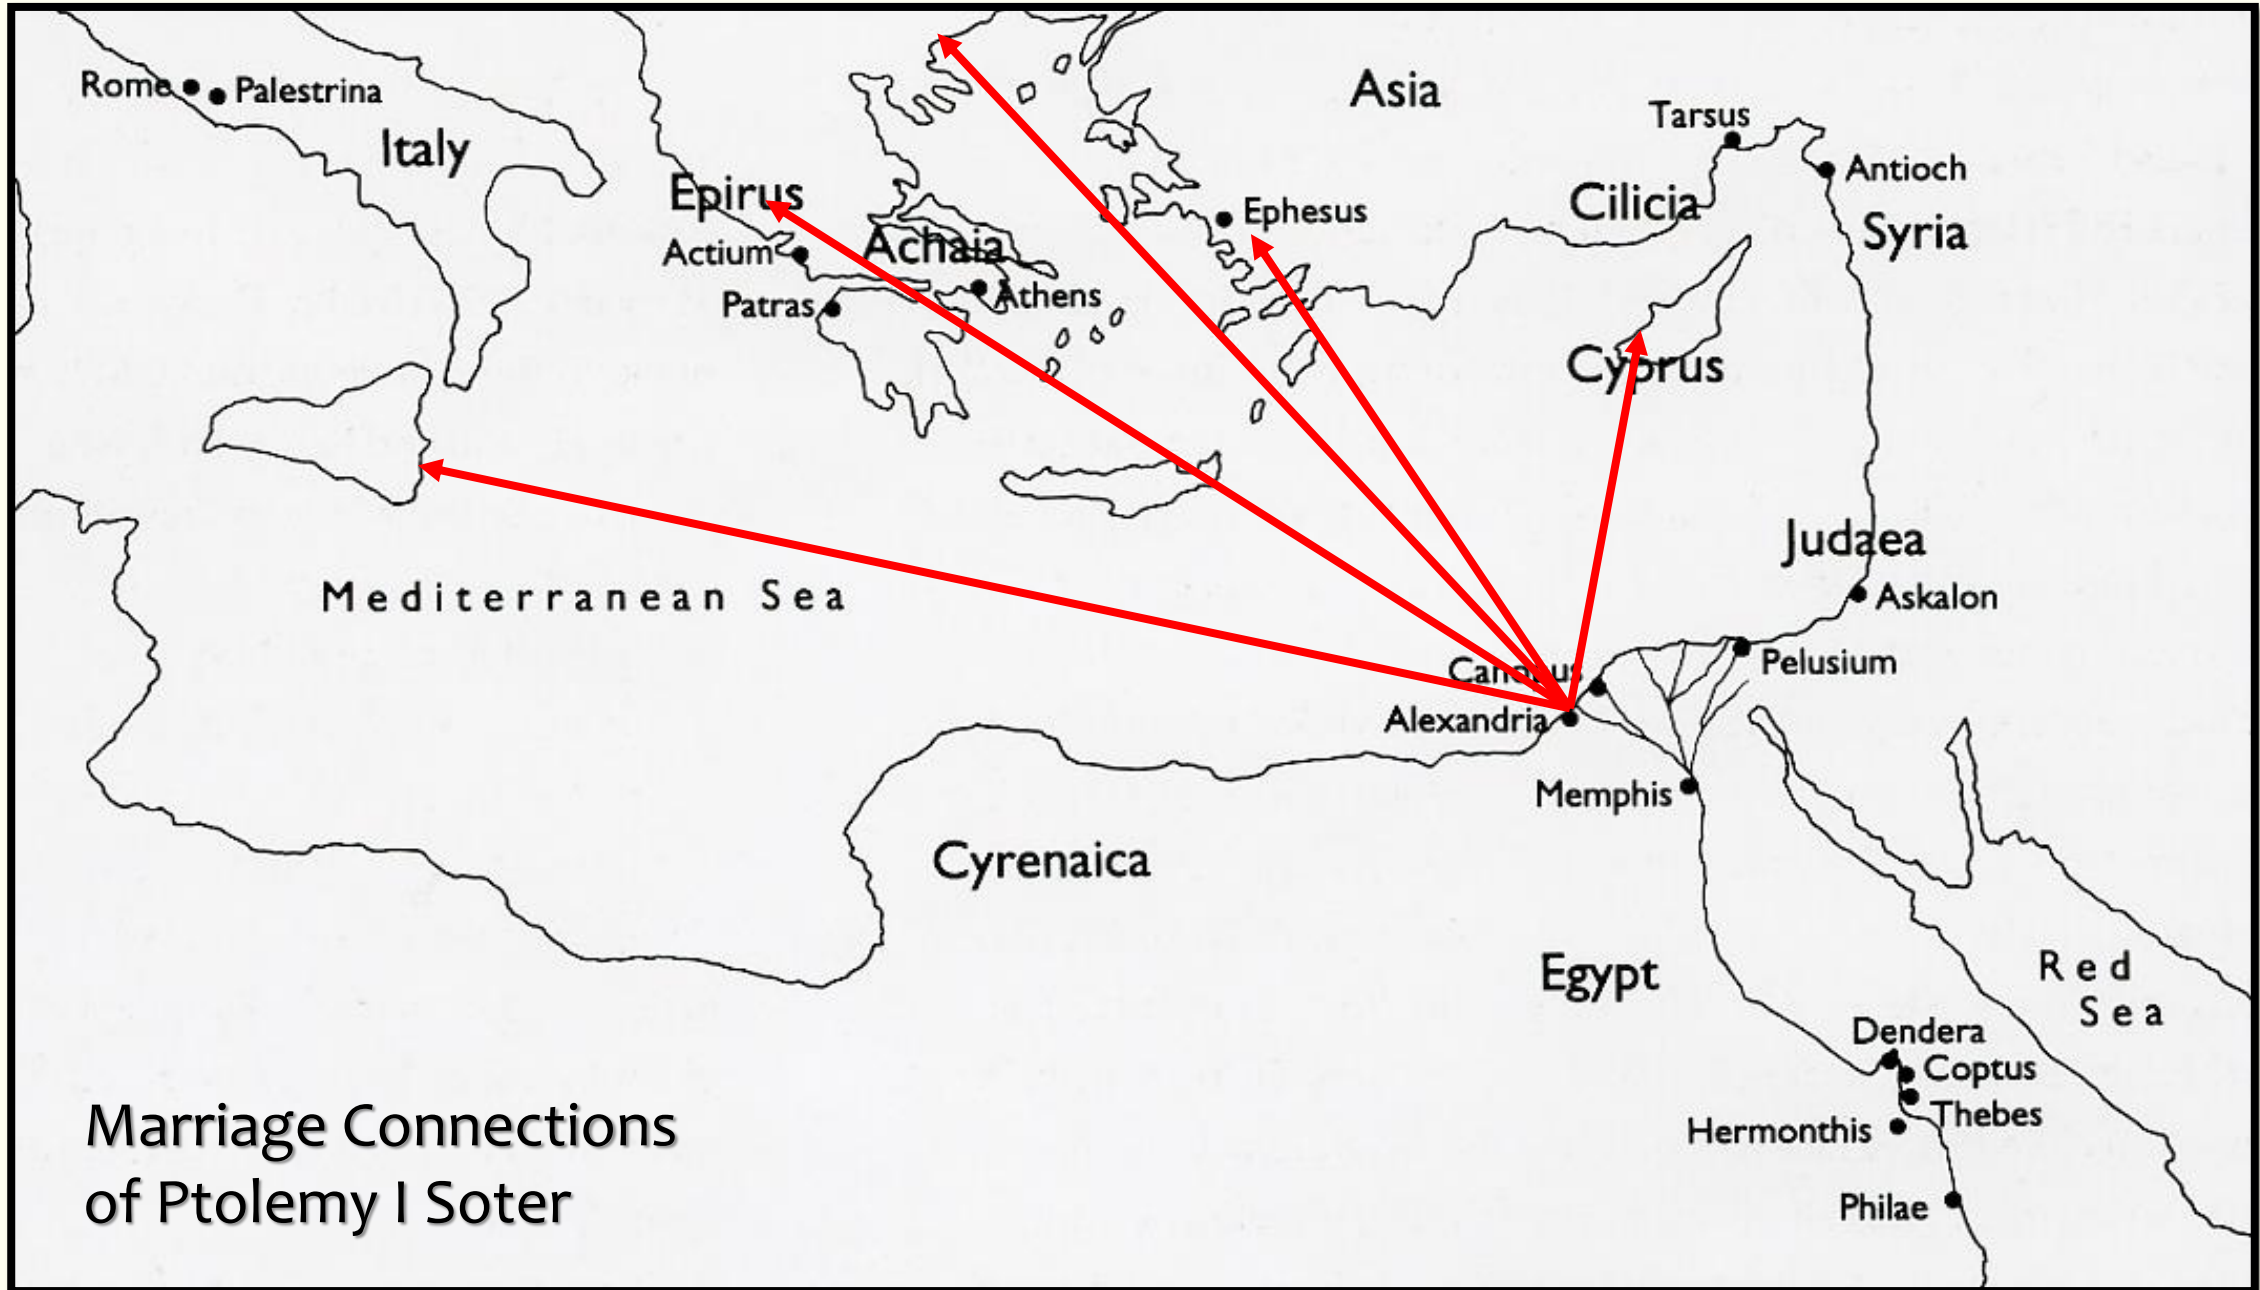 Rome
Palestrina
Italy
Asia
Tarsus
Antioch
Cilicia
Syria
Epirus
Ephesus
Actium
Achaia
Patras
Athens
Cyprus
Judaea
Askalon
Mediterranean Sea
Canopus
Pelusium
Alexandria
Memphis
Cyrenaica
Egypt
Red
Sea
Dendera
Coptus
Thebes
Hermonthis
Philae
Marriage Connections
of Ptolemy I Soter